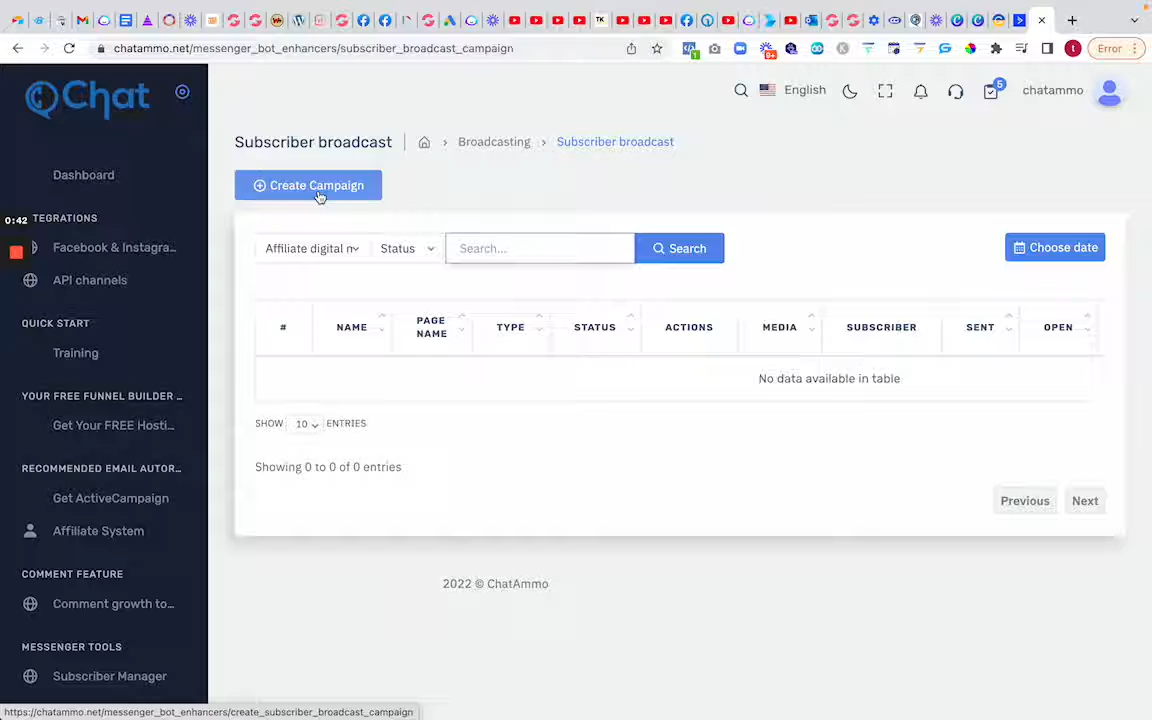 chatammo.net/messenger_bot_enhancers/subscriber_broadcast_campaign
Error
Chat
English
5
chatammo
Subscriber broadcast
Broadcasting
Subscriber broadcast
Create Campaign
Dashboard
0:42
TEGRATIONS
Facebook & Instagra...
API channels
QUICK START
Training
YOUR FREE FUNNEL BUILDER ...
Get Your FREE Hosti...
RECOMMENDED EMAIL AUTOR...
Get ActiveCampaign
Affiliate System
COMMENT FEATURE
Comment growth to...
MESSENGER TOOLS
Subscriber Manager
Affiliate digital m
Status
Search...
Search
Choose date
#
NAME
PAGE NAME
TYPE
STATUS
ACTIONS
MEDIA
SUBSCRIBER
SENT
OPEN
No data available in table
SHOW 10 ENTRIES
Showing 0 to 0 of 0 entries
Previous
Next
2022 © ChatAmmo
https://chatammo.net/messenger_bot_enhancers/create_subscriber_broadcast_campaign